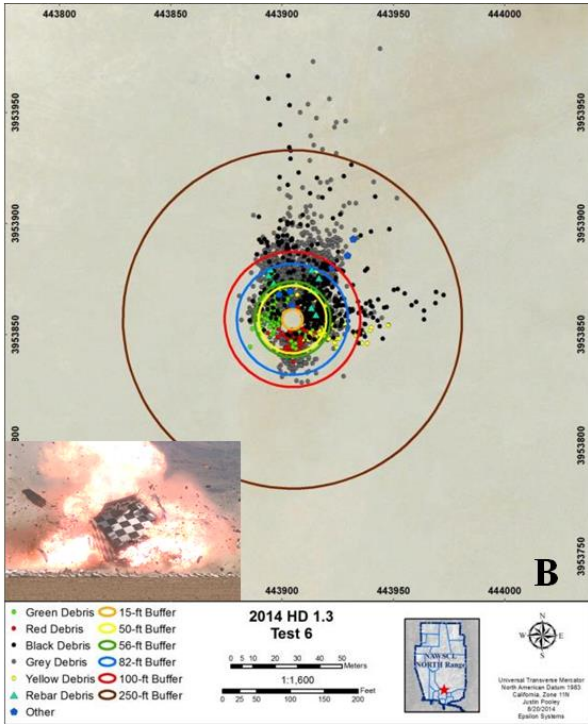 443800 443850 443900 443950 444000
3953950 3953950
3953900 3953900
3953850 3953850
3953800
3953750
B
443850 443900 443950 444000
Green Debris 15-ft Buffer
Red Debris 50-ft Buffer
Black Debris 56-ft Buffer
Grey Debris 82-ft Buffer
Yellow Debris 100-ft Buffer
Rebar Debris 250-ft Buffer
Other
2014 HD 1.3
Test 6
0 5 10 20 30 40 50
Meters
1:1,600
0 25 50 100 150 200
Feet
NAWSCL
NORTH Range
N
W E
S
Universal Transverse Mercator
North American Datum 1983
California, Zone 11N
Justin Pooley
8/20/2014
Epsilon Systems